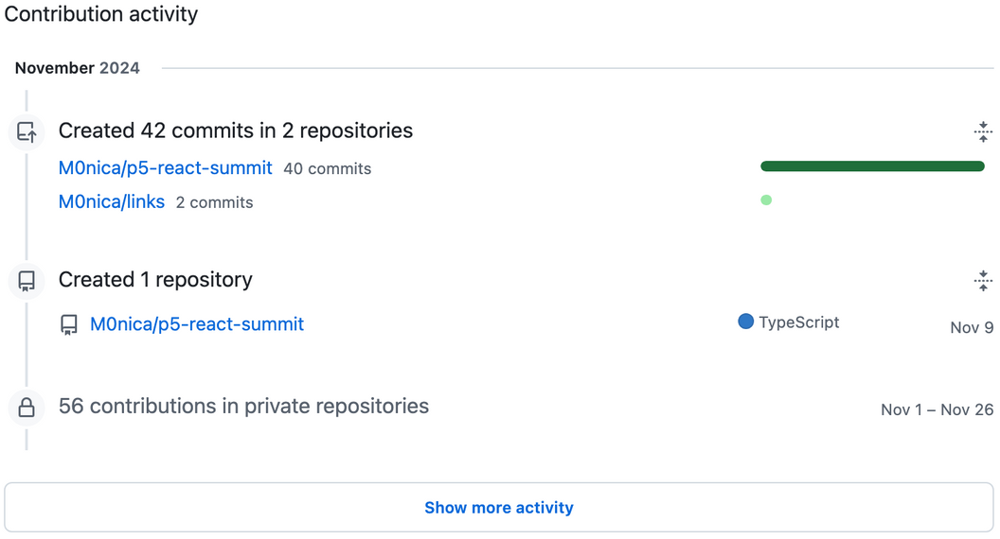 Contribution activity
November 2024
Created 42 commits in 2 repositories
M0nica/p5-react-summit 40 commits
M0nica/links 2 commits
Created 1 repository
M0nica/p5-react-summit TypeScript Nov 9
56 contributions in private repositories Nov 1 – Nov 26
Show more activity